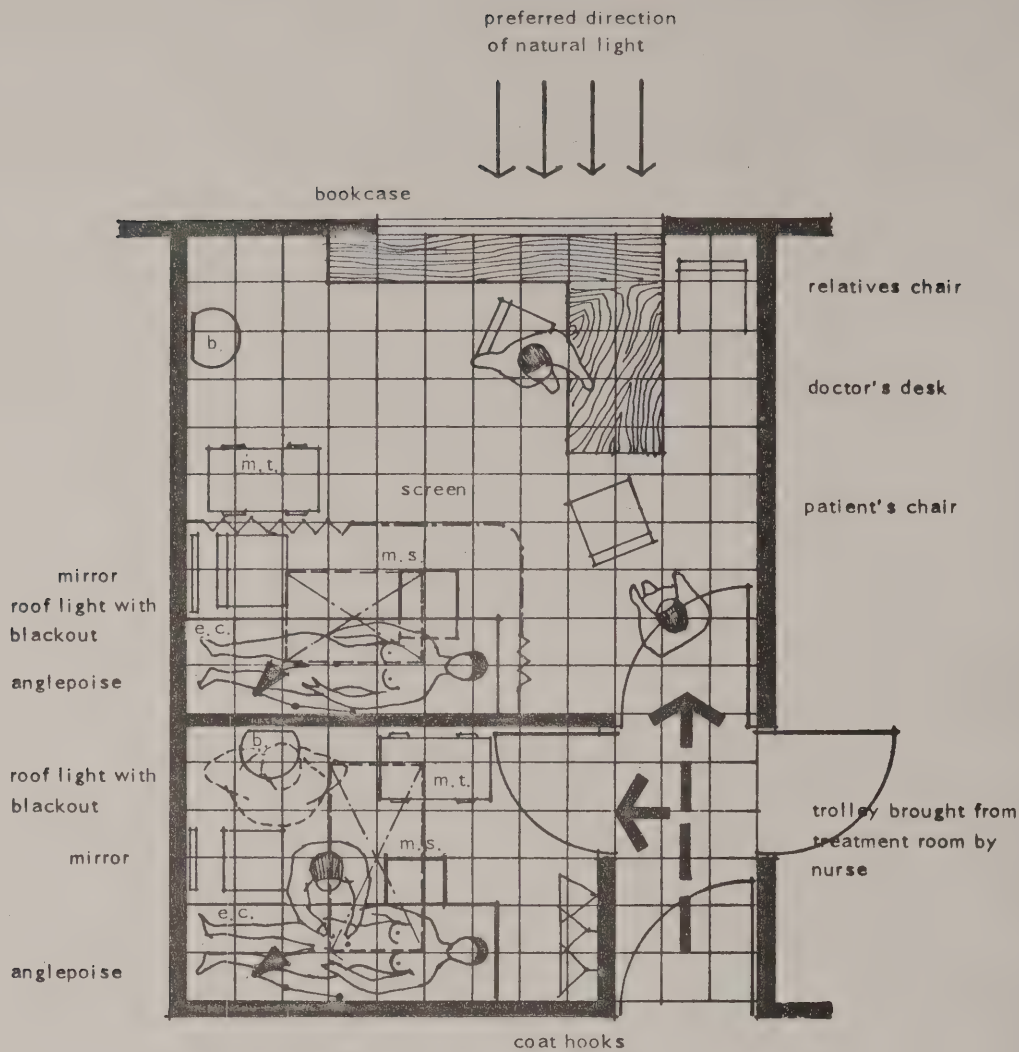 preferred direction
of natural light
bookcase
relatives chair
b.
doctor's desk
m.t.
screen
patient's chair
m.s
mirror
roof light with
blackout
e.c.
anglepoise
b.
roof light with
blackout
m.t.
trolley brought from
treatment room by
nurse
mirror
m.s.
e.c.
anglepoise
coat hooks